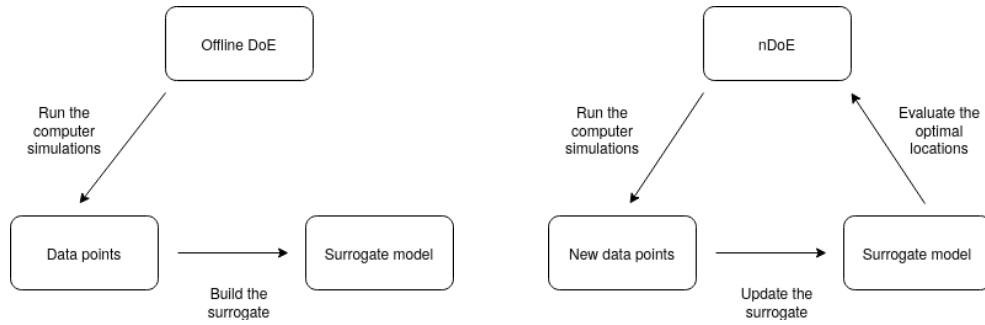 Offline DoE
Run the
computer
simulations
Data points
Build the
surrogate
Surrogate model
nDoE
Run the
computer
simulations
Evaluate the
optimal
locations
New data points
Update the
surrogate
Surrogate model